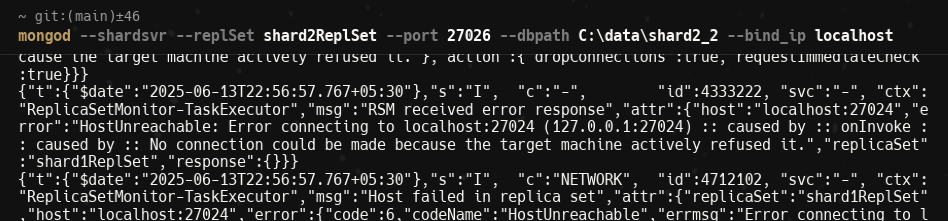 ~ git:(main)±46
mongod --shardsvr --replSet shard2ReplSet --port 27026 --dbpath C:\data\shard2_2 --bind_ip localhost
cause the target machine actively refused it." }, action :{ dropConnections :true, requestImmediateCheck
:true}}}
{"t":{"$date":"2025-06-13T22:56:57.767+05:30"},"s":"I",  "c":"-",        "id":4333222, "svc":"-", "ctx":
"ReplicaSetMonitor-TaskExecutor","msg":"RSM received error response","attr":{"host":"localhost:27024","e
rror":"HostUnreachable: Error connecting to localhost:27024 (127.0.0.1:27024) :: caused by :: onInvoke :
: caused by :: No connection could be made because the target machine actively refused it.","replicaSet"
:"shard1ReplSet","response":{}}}
{"t":{"$date":"2025-06-13T22:56:57.767+05:30"},"s":"I",  "c":"NETWORK",  "id":4712102, "svc":"-", "ctx":
"ReplicaSetMonitor-TaskExecutor","msg":"Host failed in replica set","attr":{"replicaSet":"shard1ReplSet"
,"host":"localhost:27024","error":{"code":6,"codeName":"HostUnreachable","errmsg":"Error connecting to l